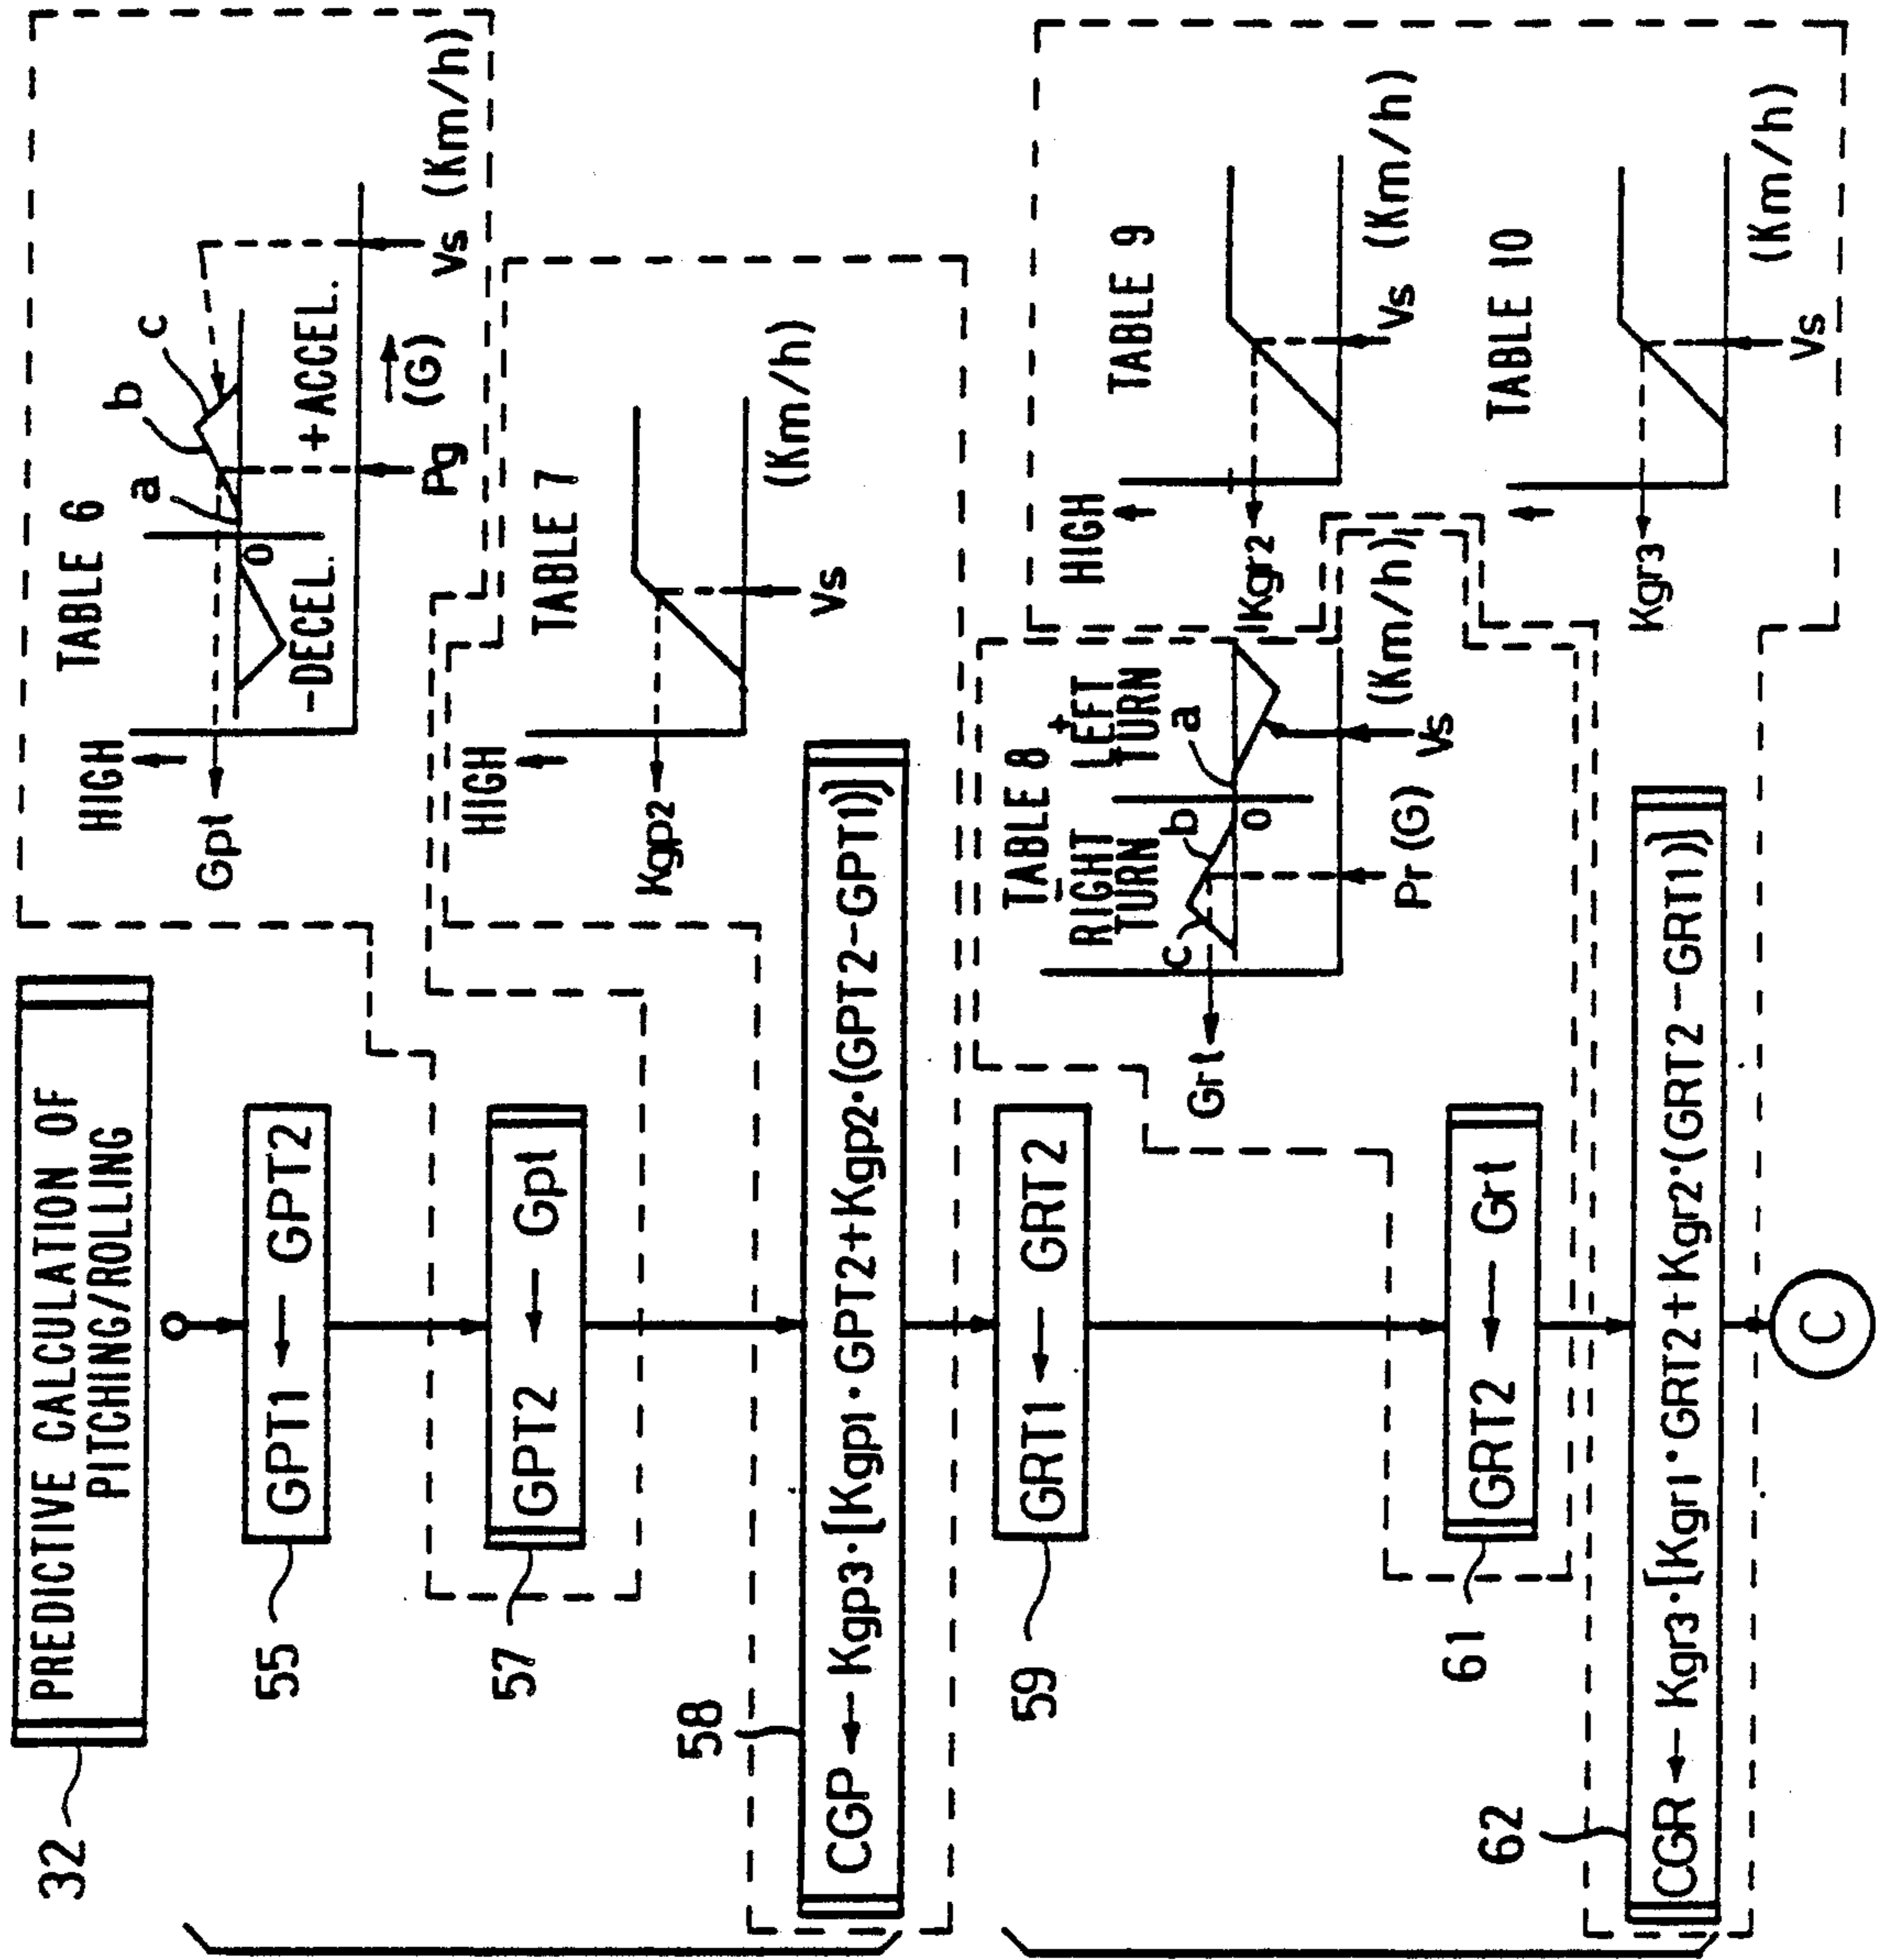 32
PREDICTIVE CALCULATION OF
PITCHING/ROLLING
55
GPT1 ← GPT2
57
GPT2 ← Gpt
58
CGP ← Kgp3·[Kgp1·GPT2+Kgp2·(GPT2-GPT1)]
59
GRT1 ← GRT2
61
GRT2 ← Grt
62
CGR ← Kgr3·[Kgr1·GRT2+Kgr2·(GRT2-GRT1)]
C
TABLE 6
HIGH
Gpt
a
b
c
0
-DECEL.
+ACCEL.
Pg
(G)
Vs (Km/h)
TABLE 7
HIGH
Kgp2
Vs
(Km/h)
TABLE 8
- +
RIGHT LEFT
TURN TURN
c
b
a
0
Grt
Pr (G)
Vs
(Km/h)
TABLE 9
HIGH
Kgr2
Vs (Km/h)
TABLE 10
Kgr3
Vs
(Km/h)